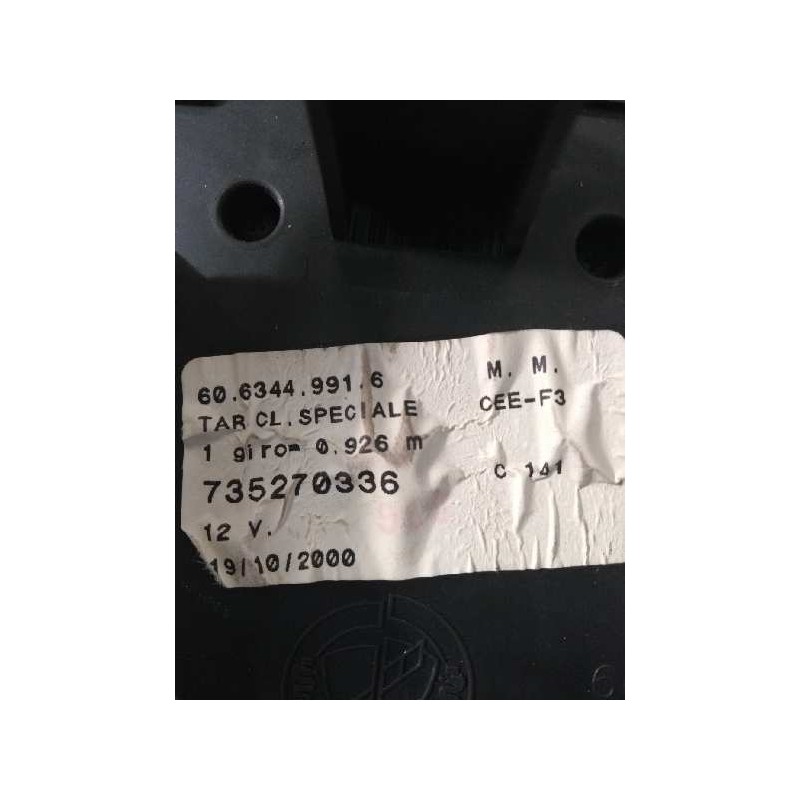 60.6344.991.6 M. M.
TAR CL. SPECIALE CEE-F3
1 giro= 0.926 m
735270336 C 141
12 V.
19/10/2000
6